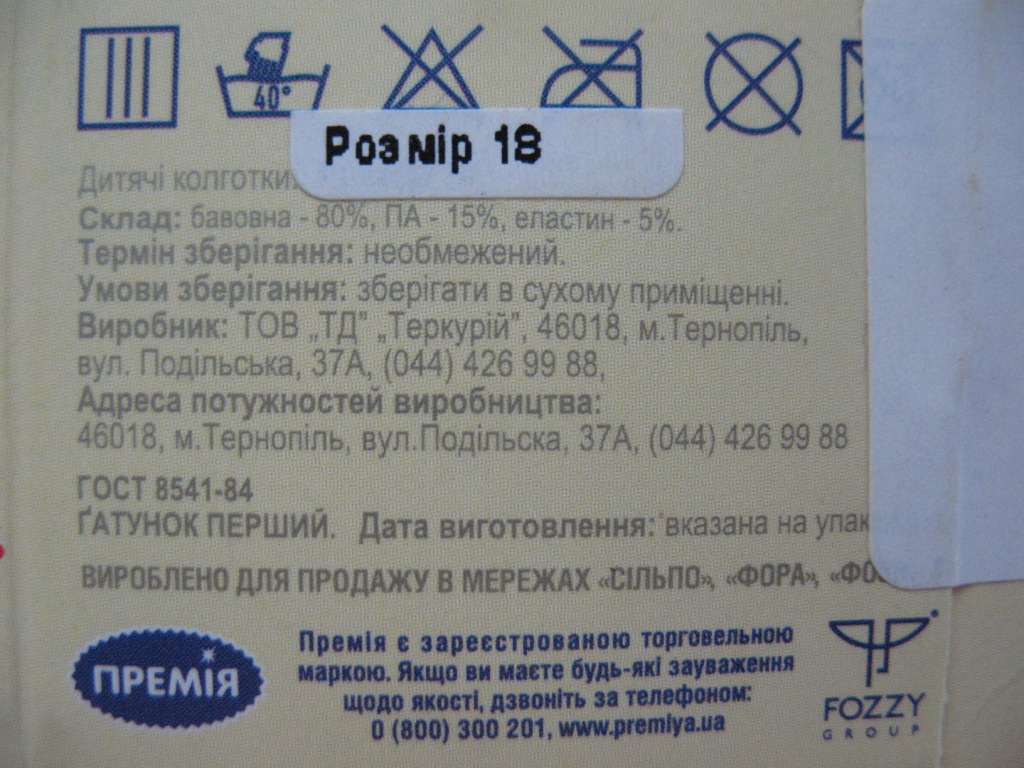 40°
Розмір 18
Дитячі колготки
Склад: бавовна - 80%, ПА - 15%, еластин - 5%.
Термін зберігання: необмежений.
Умови зберігання: зберігати в сухому приміщенні.
Виробник: ТОВ „ТД" „Теркурій", 46018, м.Тернопіль,
вул. Подільська, 37А, (044) 426 99 88,
Адреса потужностей виробництва:
46018, м.Тернопіль, вул.Подільска, 37А, (044) 426 99 88
ГОСТ 8541-84
ҐАТУНОК ПЕРШИЙ. Дата виготовлення: вказана на
ВИРОБЛЕНО ДЛЯ ПРОДАЖУ В МЕРЕЖАХ «СІЛЬПО», «ФОРА»,
ПРЕМІЯ
Премія є зареєстрованою торговельною
маркою. Якщо ви маєте будь-які зауваження
щодо якості, дзвоніть за телефоном:
0 (800) 300 201, www.premiya.ua
FOZZY
GROUP